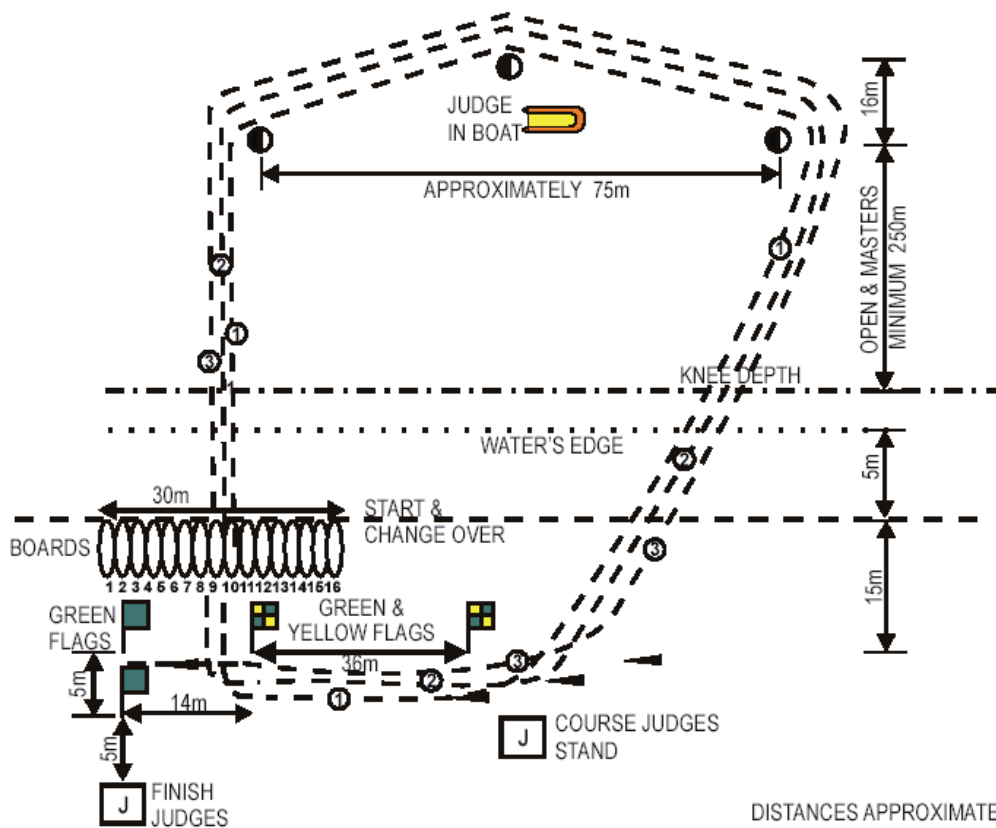 JUDGE
IN BOAT
16m
APPROXIMATELY 75m
OPEN & MASTERS
MINIMUM 250m
1
2
1
3
KNEE DEPTH
WATER'S EDGE
2
5m
30m
START &
CHANGE OVER
BOARDS
3
1 2 3 4 5 6 7 8 9 10 11 12 13 14 15 16
15m
GREEN
FLAGS
GREEN &
YELLOW FLAGS
36m
3
2
1
5m
14m
5m
J
COURSE JUDGES
STAND
J
FINISH
JUDGES
DISTANCES APPROXIMATE